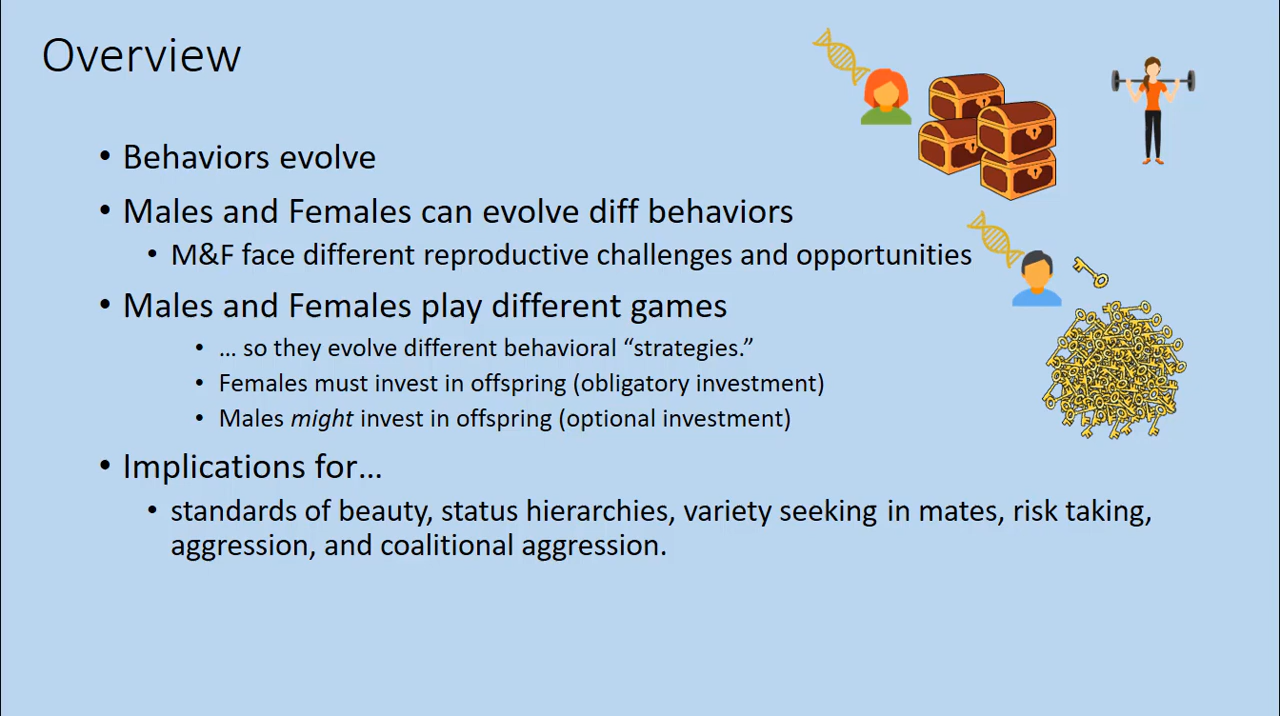 Overview
• Behaviors evolve
• Males and Females can evolve diff behaviors
• M&F face different reproductive challenges and opportunities
• Males and Females play different games
• … so they evolve different behavioral “strategies.”
• Females must invest in offspring (obligatory investment)
• Males might invest in offspring (optional investment)
• Implications for…
• standards of beauty, status hierarchies, variety seeking in mates, risk taking,
aggression, and coalitional aggression.